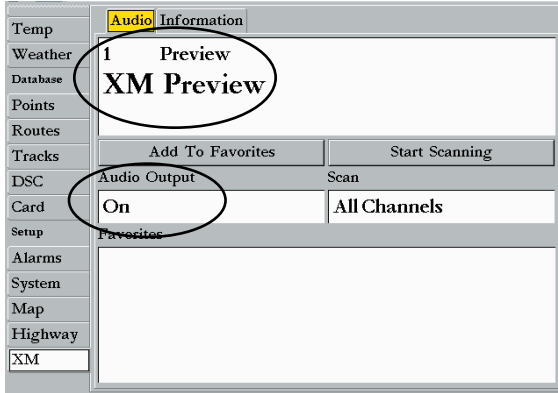 Temp
Weather
Database
Points
Routes
Tracks
DSC
Card
Setup
Alarms
System
Map
Highway
XM
Audio Information
1 Preview
XM Preview
Add To Favorites Start Scanning
Audio Output Scan
On All Channels
Favorites